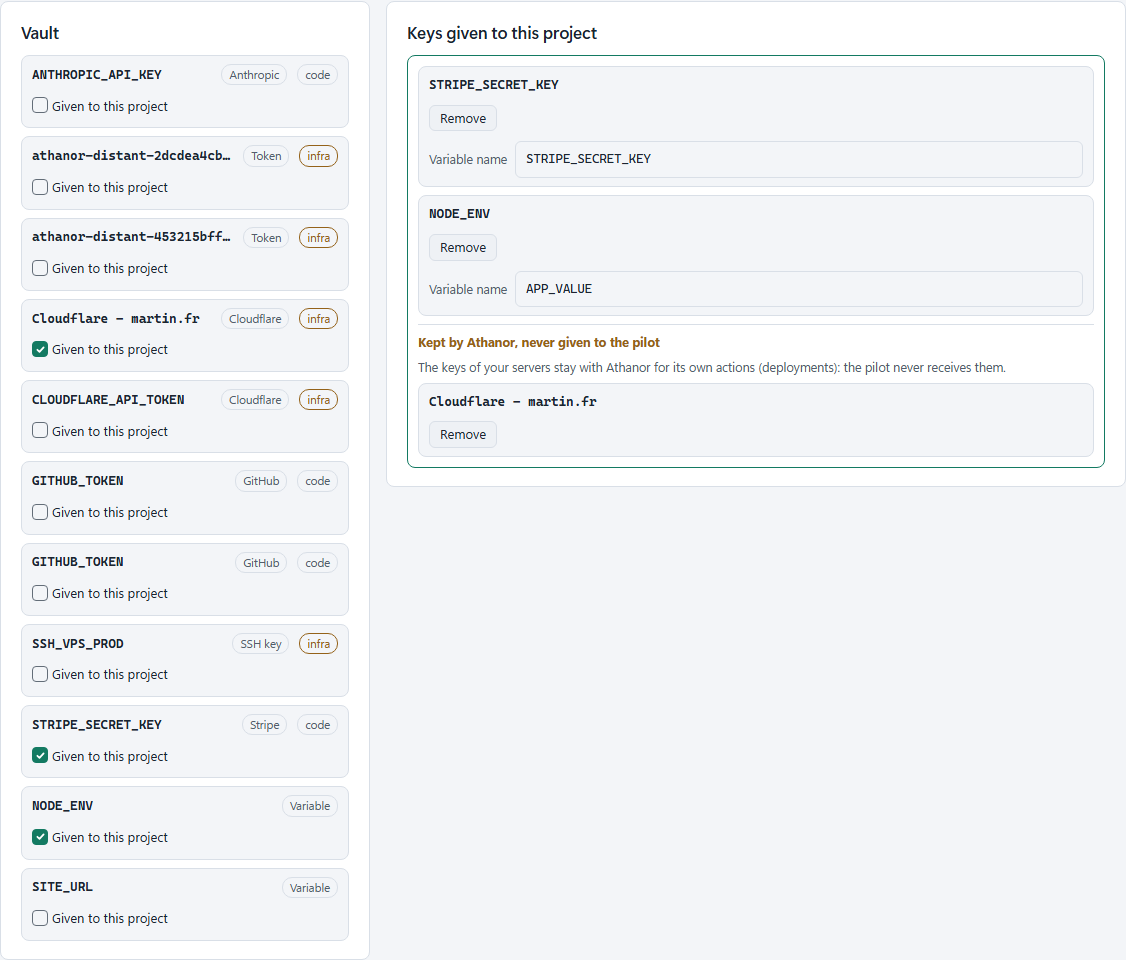 Vault
ANTHROPIC_API_KEY Anthropic code
Given to this project
athanor-distant-2dcdea4cb… Token infra
Given to this project
athanor-distant-453215bff… Token infra
Given to this project
Cloudflare — martin.fr Cloudflare infra
Given to this project
CLOUDFLARE_API_TOKEN Cloudflare infra
Given to this project
GITHUB_TOKEN GitHub code
Given to this project
GITHUB_TOKEN GitHub code
Given to this project
SSH_VPS_PROD SSH key infra
Given to this project
STRIPE_SECRET_KEY Stripe code
Given to this project
NODE_ENV Variable
Given to this project
SITE_URL Variable
Given to this project
Keys given to this project
STRIPE_SECRET_KEY
Remove
Variable name STRIPE_SECRET_KEY
NODE_ENV
Remove
Variable name APP_VALUE
Kept by Athanor, never given to the pilot
The keys of your servers stay with Athanor for its own actions (deployments): the pilot never receives them.
Cloudflare — martin.fr
Remove